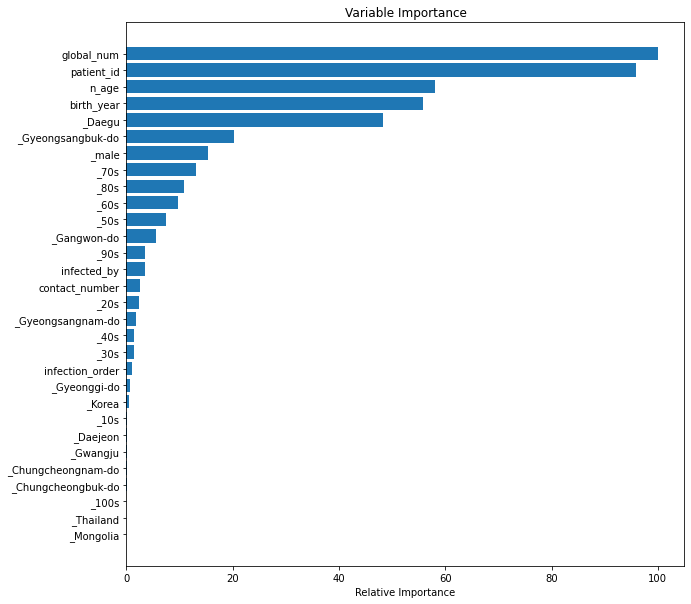 Variable Importance
global_num
patient_id
n_age
birth_year
_Daegu
_Gyeongsangbuk-do
_male
_70s
_80s
_60s
_50s
_Gangwon-do
_90s
infected_by
contact_number
_20s
_Gyeongsangnam-do
_40s
_30s
infection_order
_Gyeonggi-do
_Korea
_10s
_Daejeon
_Gwangju
_Chungcheongnam-do
_Chungcheongbuk-do
_100s
_Thailand
_Mongolia
0 20 40 60 80 100
Relative Importance